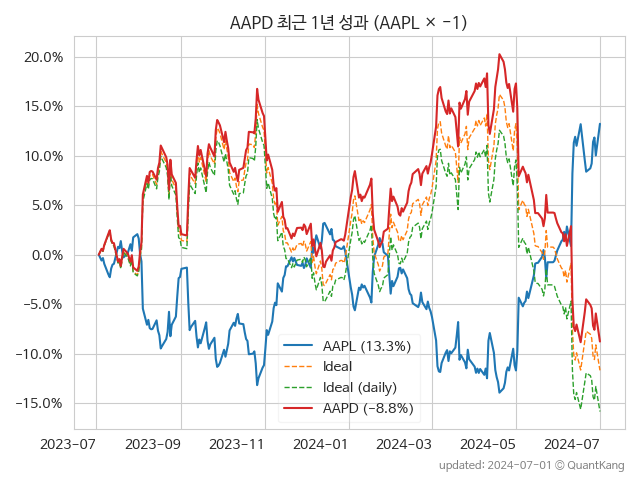 AAPD 최근 1년 성과 (AAPL × −1)
20.0%
15.0%
10.0%
5.0%
0.0%
−5.0%
−10.0%
−15.0%
AAPL (13.3%)
Ideal
Ideal (daily)
AAPD (−8.8%)
2023−07
2023−09
2023−11
2024−01
2024−03
2024−05
2024−07
updated: 2024−07−01 © QuantKang